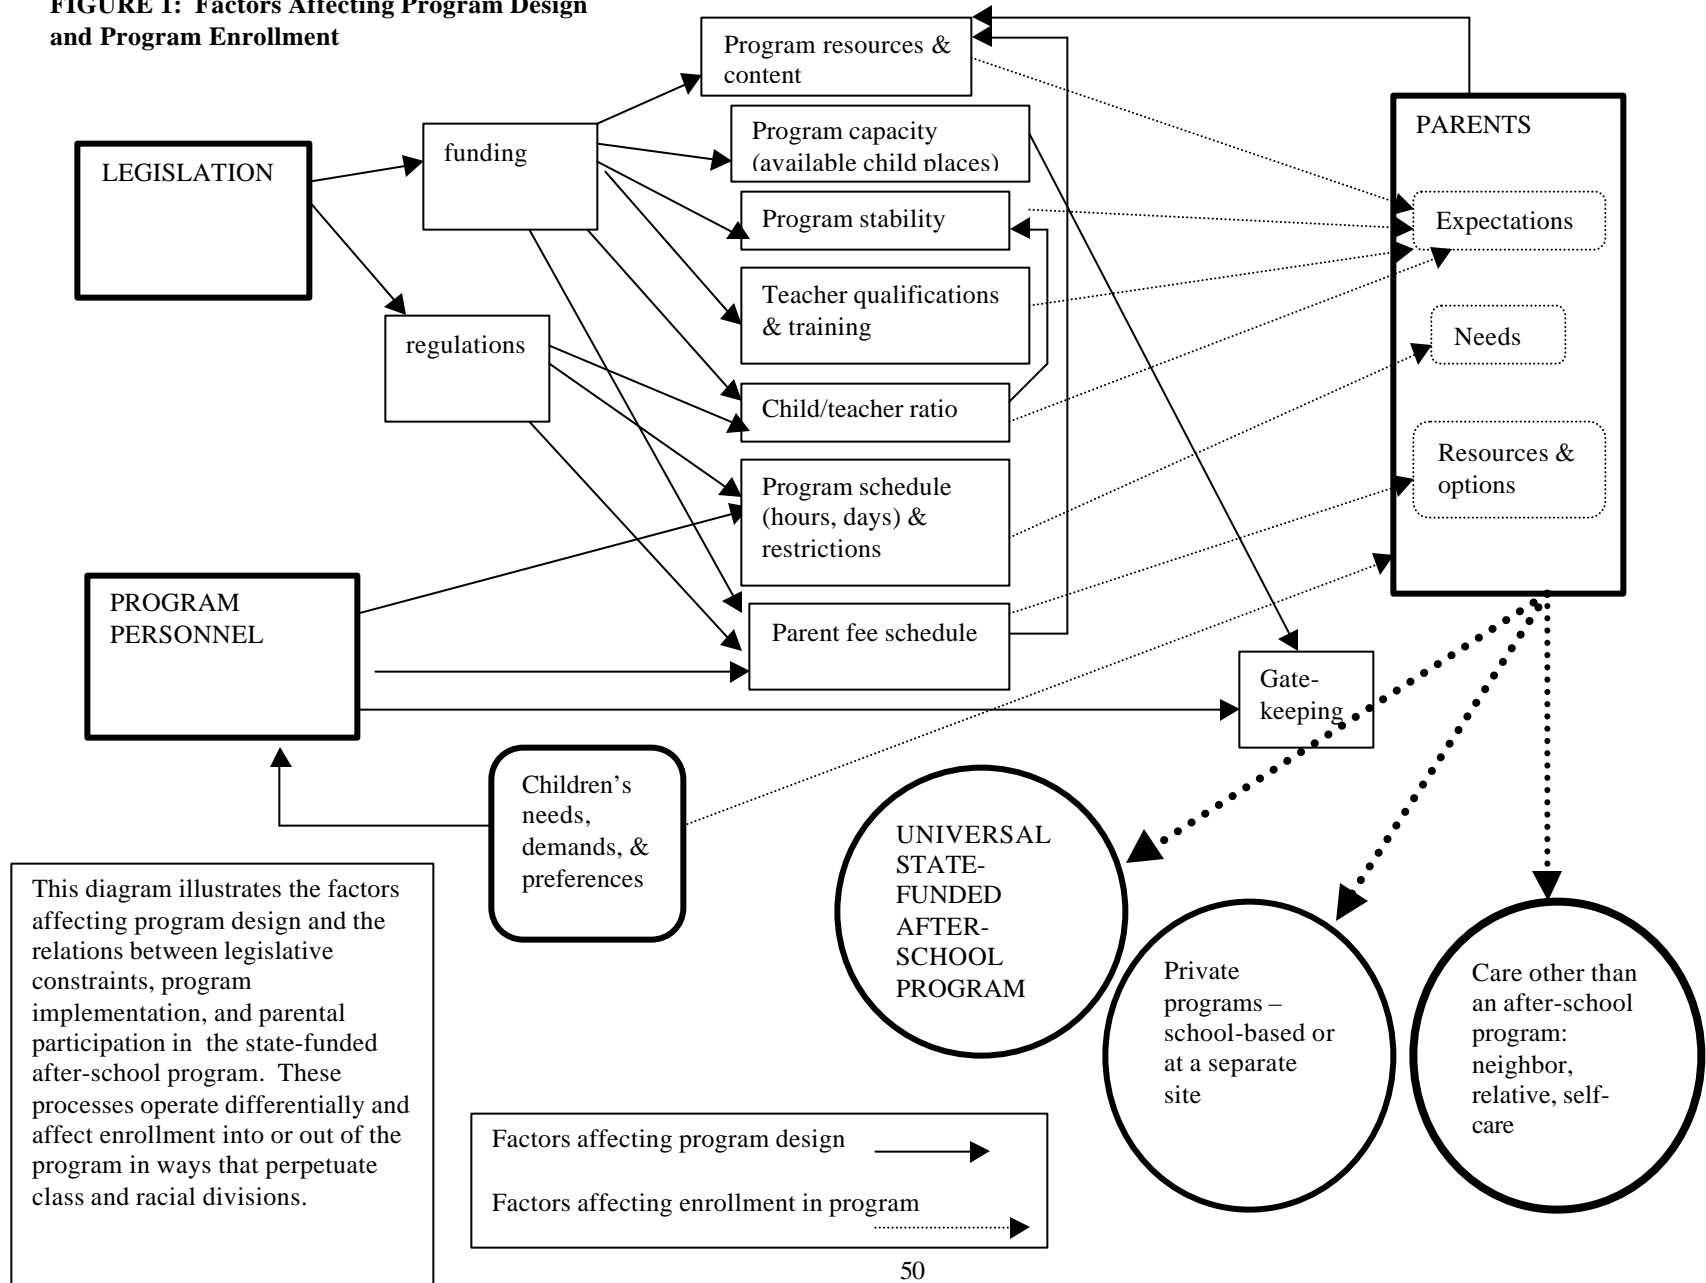 FIGURE 1:  Factors Affecting Program Design
and Program Enrollment
Program resources &
content
Program capacity
(available child places)
Program stability
Teacher qualifications
& training
Child/teacher ratio
Program schedule
(hours, days) &
restrictions
Parent fee schedule
LEGISLATION
funding
regulations
PROGRAM
PERSONNEL
PARENTS
Expectations
Needs
Resources &
options
Gate-
keeping
Children’s
needs,
demands, &
preferences
UNIVERSAL
STATE-
FUNDED
AFTER-
SCHOOL
PROGRAM
Private
programs –
school-based or
at a separate
site
Care other than
an after-school
program:
neighbor,
relative, self-
care
This diagram illustrates the factors
affecting program design and the
relations between legislative
constraints, program
implementation, and parental
participation in  the state-funded
after-school program.  These
processes operate differentially and
affect enrollment into or out of the
program in ways that perpetuate
class and racial divisions.
Factors affecting program design
Factors affecting enrollment in program
50